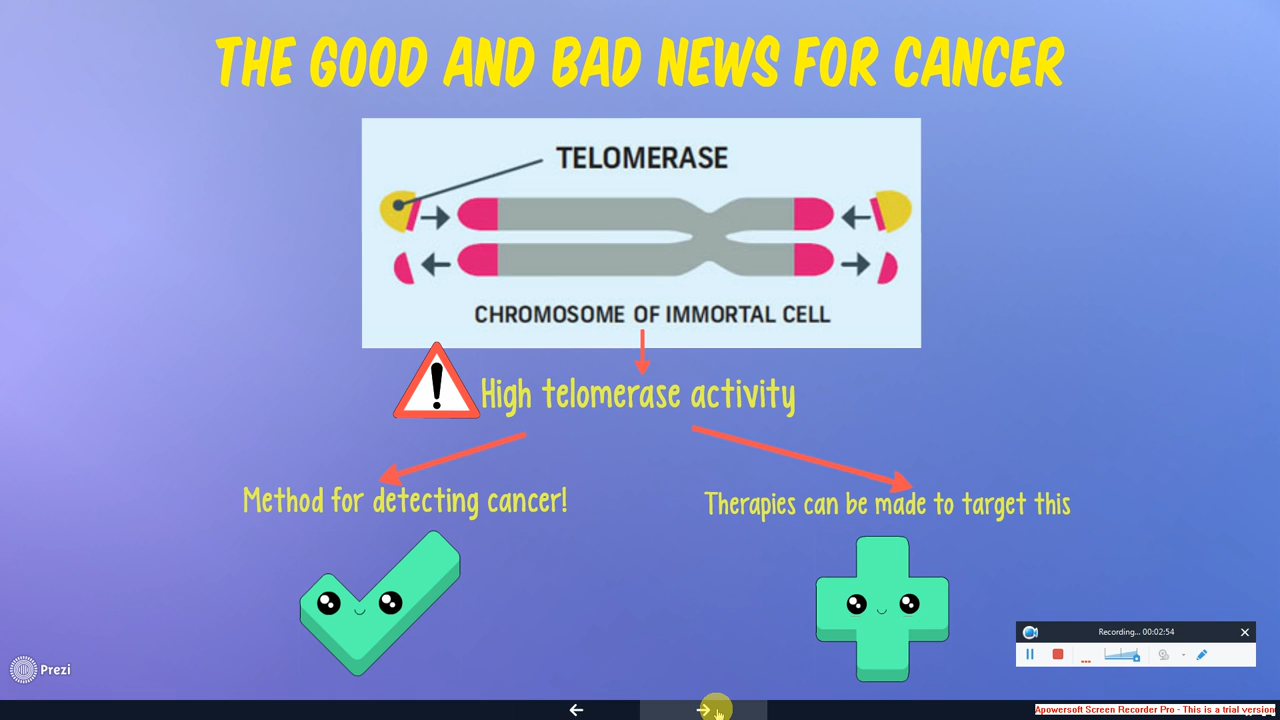 THE GOOD AND BAD NEWS FOR CANCER
TELOMERASE
CHROMOSOME OF IMMORTAL CELL
!
High telomerase activity
Method for detecting cancer!
Therapies can be made to target this
Recording... 00:02:54
Prezi
Apowersoft Screen Recorder Pro - This is a trial version